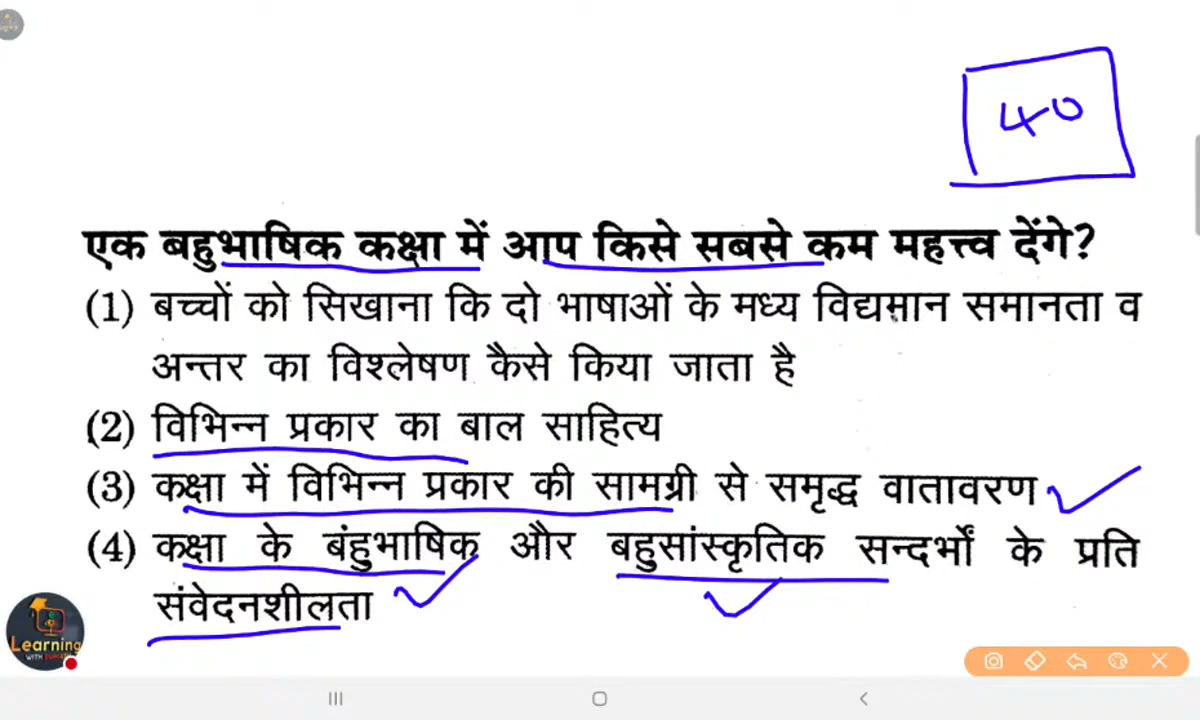 40
एक बहुभाषिक कक्षा में आप किसे सबसे कम महत्त्व देंगे?
(1) बच्चों को सिखाना कि दो भाषाओं के मध्य विद्यमान समानता व
अन्तर का विश्लेषण कैसे किया जाता है
(2) विभिन्न प्रकार का बाल साहित्य
(3) कक्षा में विभिन्न प्रकार की सामग्री से समृद्ध वातावरण
(4) कक्षा के बंहुभाषिक और बहुसांस्कृतिक सन्दर्भों के प्रति
संवेदनशीलता
Learning
WITH